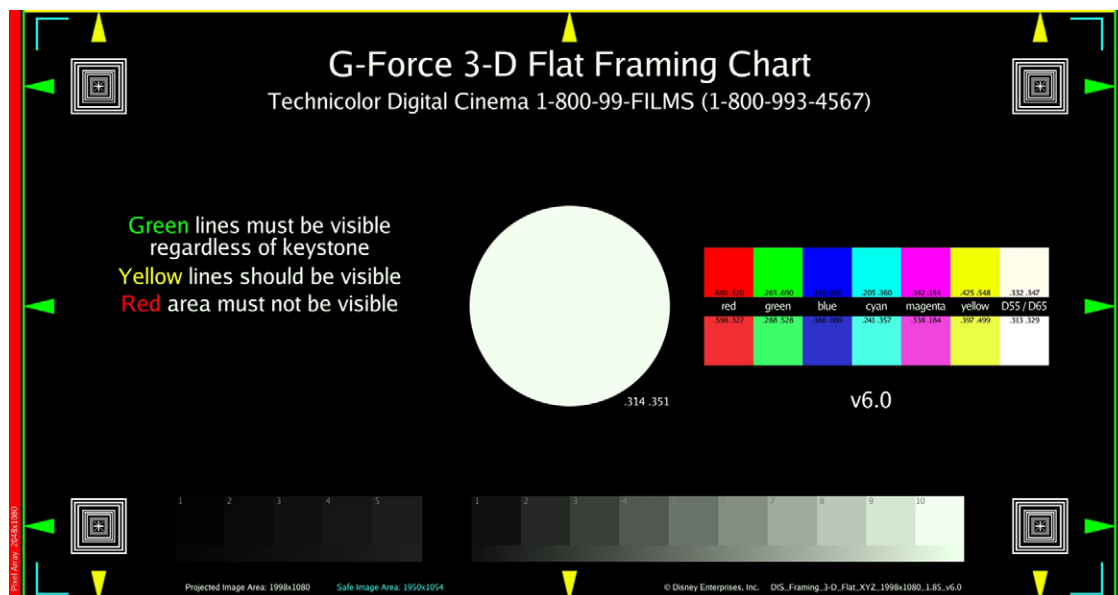 G-Force 3-D Flat Framing Chart
Technicolor Digital Cinema 1-800-99-FILMS (1-800-993-4567)
Green lines must be visible
regardless of keystone
Yellow lines should be visible
Red area must not be visible
.680 .320 .265 .690 .205 .360 .342 .154 .425 .548 .332 .347
red green blue cyan magenta yellow D55 / D65
.598 .327 .288 .528 .166 .089 .241 .357 .338 .184 .397 .499 .313 .329
.314 .351
v6.0
1 2 3 4 5
1 2 3 4 5 6 7 8 9 10
Pixel Array: 2048x1080
Projected Image Area: 1998x1080 Safe Image Area: 1950x1054
© Disney Enterprises, Inc. DIS_Framing_3-D_Flat_XYZ_1998x1080_1.85_v6.0